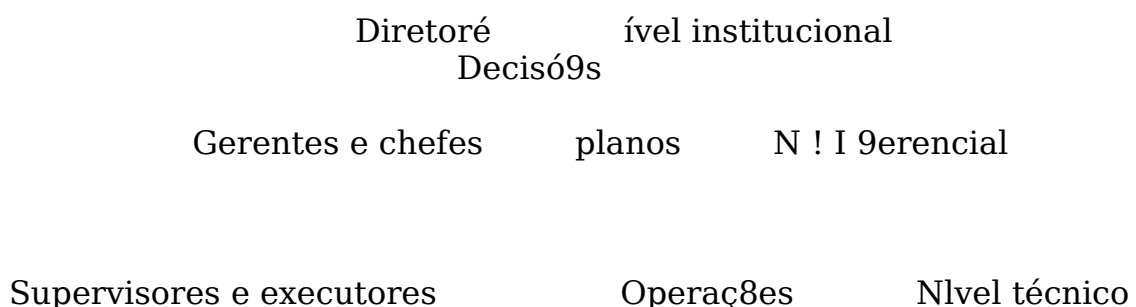 Diretoré ível institucional
Decisó9s
Gerentes e chefes planos N ! I 9erencial
Supervisores e executores Operaç8es Nlvel técnico